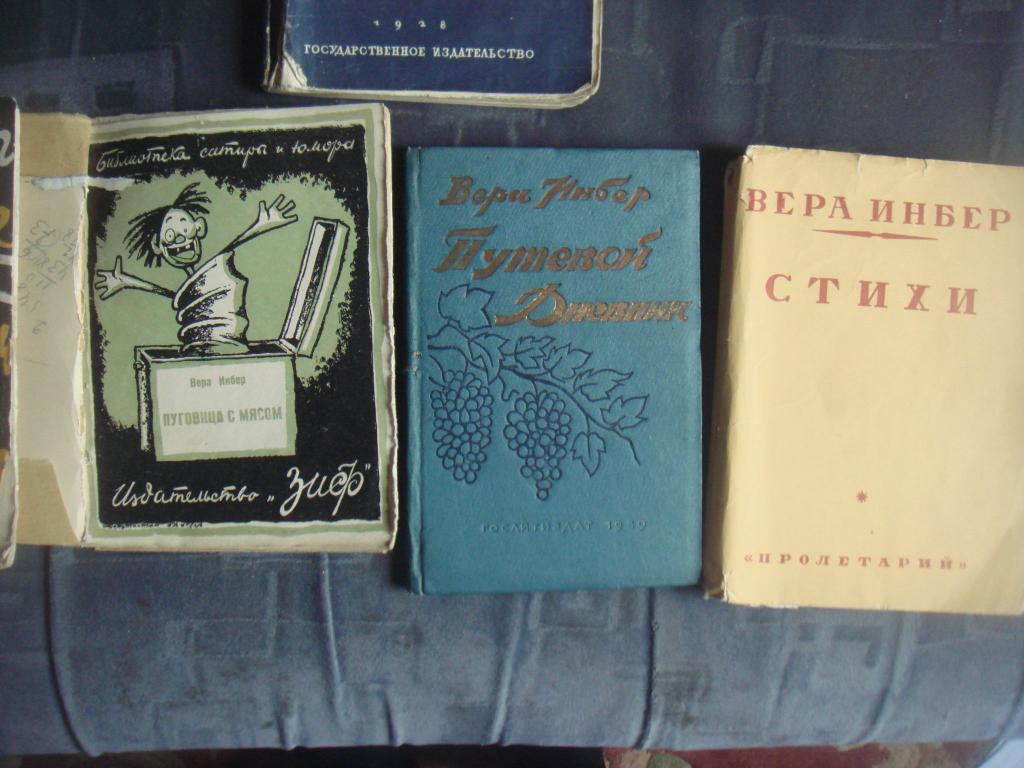 1928
ГОСУДАРСТВЕННОЕ ИЗДАТЕЛЬСТВО
Библиотека сатиры и юмора
Вера Инбер
ПУГОВИЦА С МЯСОМ
Издательство „ЗИФ"
Вера Инбер
Путевой
Дневник
ГОСЛИТИЗДАТ 1939
ВЕРА ИНБЕР
СТИХИ
«ПРОЛЕТАРИЙ»